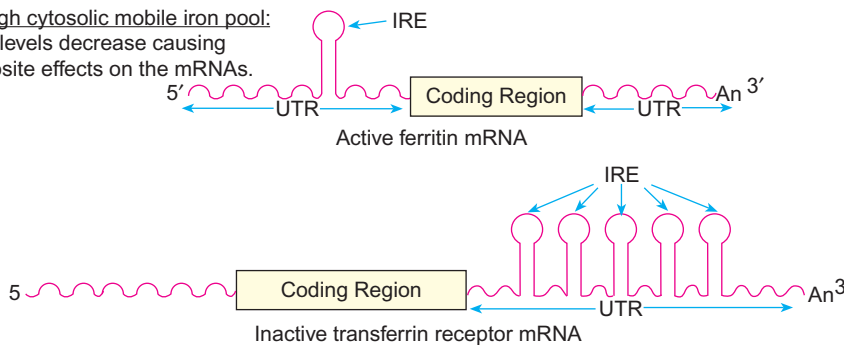 gh cytosolic mobile iron pool:
levels decrease causing
osite effects on the mRNAs.
IRE
5′
UTR
Coding Region
UTR
An 3′
Active ferritin mRNA
IRE
5
Coding Region
UTR
An3
Inactive transferrin receptor mRNA